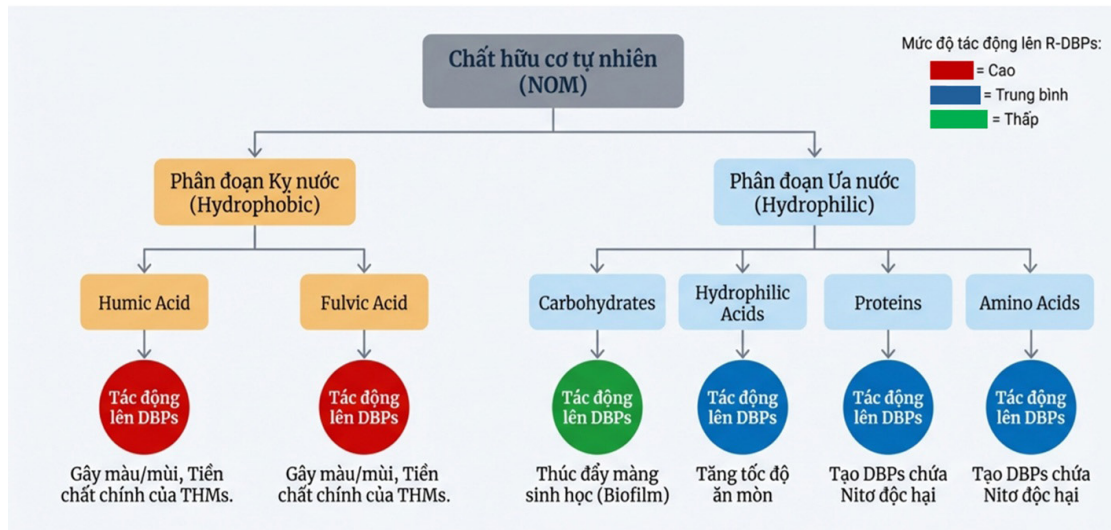 Chất hữu cơ tự nhiên
(NOM)
Mức độ tác động lên R-DBPs:
= Cao
= Trung bình
= Thấp
Phân đoạn Kỵ nước
(Hydrophobic)
Phân đoạn Ưa nước
(Hydrophilic)
Humic Acid
Fulvic Acid
Carbohydrates
Hydrophilic
Acids
Proteins
Amino Acids
Tác động
lên DBPs
Tác động
lên DBPs
Tác động
lên DBPs
Tác động
lên DBPs
Tác động
lên DBPs
Tác động
lên DBPs
Gây màu/mùi, Tiền
chất chính của THMs.
Gây màu/mùi, Tiền
chất chính của THMs.
Thúc đẩy màng
sinh học (Biofilm)
Tăng tốc độ
ăn mòn
Tạo DBPs chứa
Nitơ độc hại
Tạo DBPs chứa
Nitơ độc hại